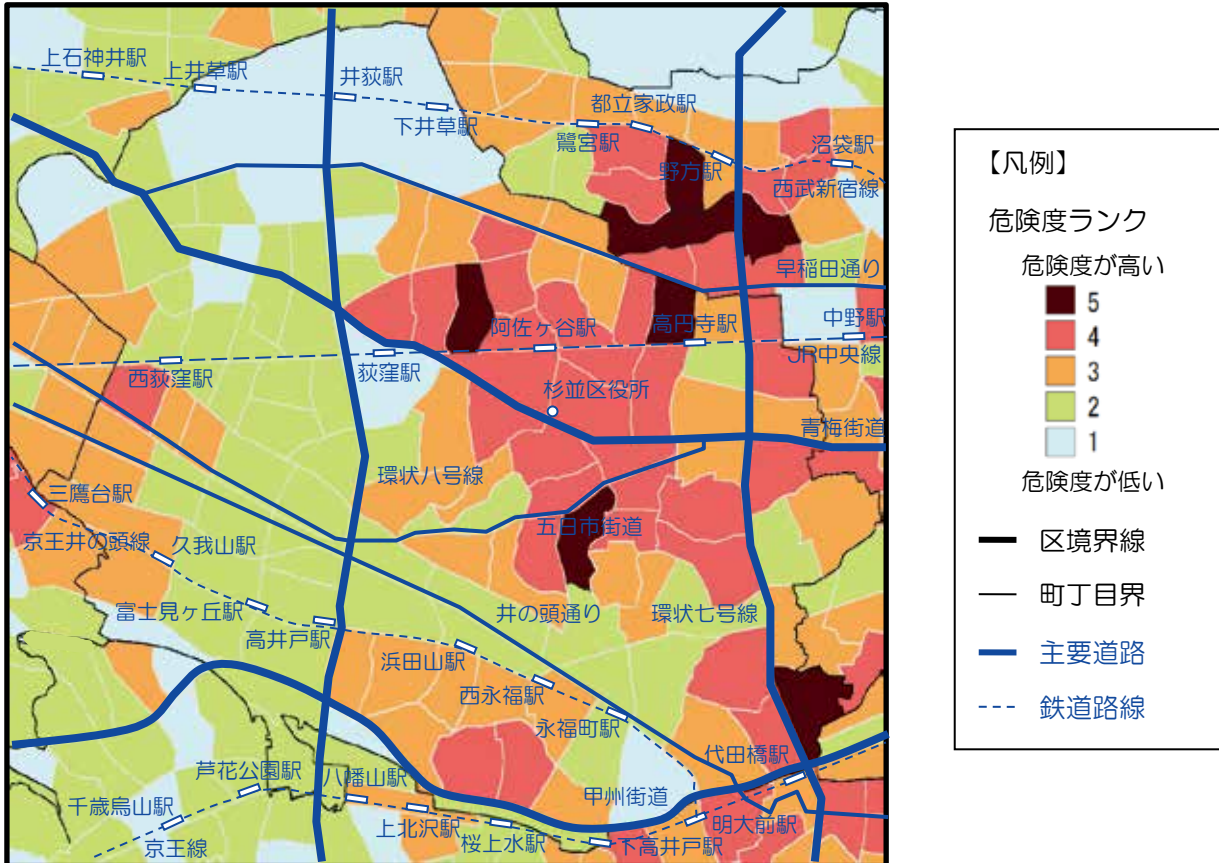 上石神井駅
上井草駅
井荻駅
下井草駅
都立家政駅
鷺宮駅
野方駅
沼袋駅
西武新宿線
早稲田通り
阿佐ヶ谷駅
高円寺駅
中野駅
JR中央線
西荻窪駅
荻窪駅
杉並区役所
青梅街道
環状八号線
三鷹台駅
五日市街道
京王井の頭線
久我山駅
富士見ヶ丘駅
高井戸駅
井の頭通り
環状七号線
浜田山駅
西永福駅
永福町駅
代田橋駅
芦花公園駅
八幡山駅
甲州街道
千歳烏山駅
上北沢駅
明大前駅
京王線
桜上水駅
下高井戸駅
【凡例】
危険度ランク
危険度が高い
5
4
3
2
1
危険度が低い
区境界線
町丁目界
主要道路
鉄道路線